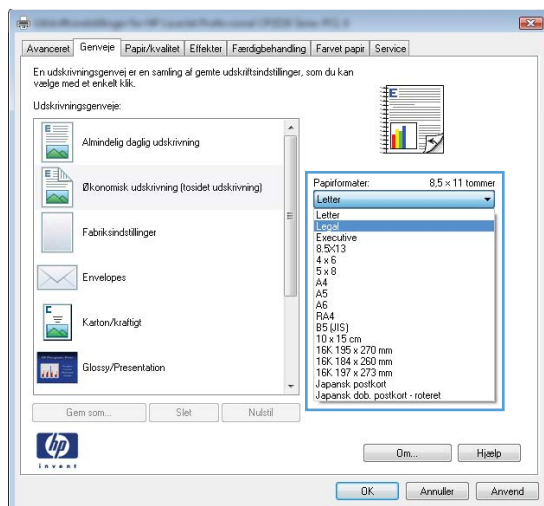 Avanceret Genveje Papir/kvalitet Effekter Færdigbehandling Farvet papir Service
En udskrivningsgenvej er en samling af gemte udskriftsindstillinger, som du kan
vælge med et enkelt klik.
Udskrivningsgenveje:
Almindelig daglig udskrivning
Økonomisk udskrivning (tosidet udskrivning)
Fabriksindstillinger
Envelopes
Karton/kraftigt
Glossy/Presentation
Gem som... Slet Nulstil
Papirformater: 8,5 × 11 tommer
Letter
Letter
Legal
Executive
8.5X13
4 x 6
5 x 8
A4
A5
A6
RA4
B5 (JIS)
10 x 15 cm
16K 195 x 270 mm
16K 184 x 260 mm
16K 197 x 273 mm
Japansk postkort
Japansk dob. postkort - roteret
hp
invent
Om... Hjælp
OK Annuller Anvend